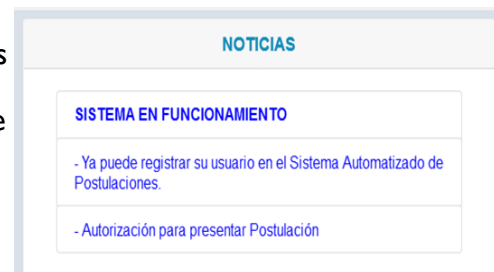 NOTICIAS
s
e
SISTEMA EN FUNCIONAMIENTO
- Ya puede registrar su usuario en el Sistema Automatizado de
Postulaciones.
- Autorización para presentar Postulación